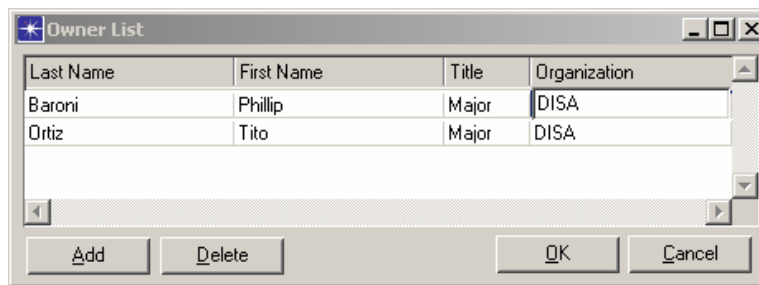 Owner List
Last Name First Name Title Organization
Baroni Phillip Major DISA
Ortiz Tito Major DISA
Add Delete OK Cancel